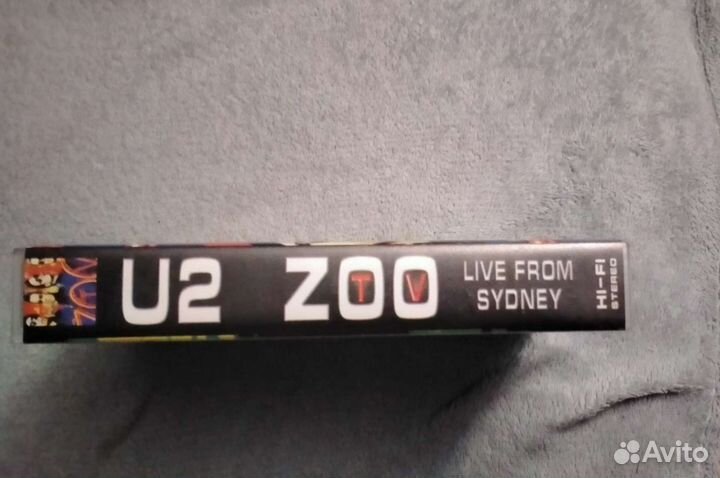 U2 ZOO
TV
LIVE FROM
SYDNEY
HI-FI
STEREO
Avito